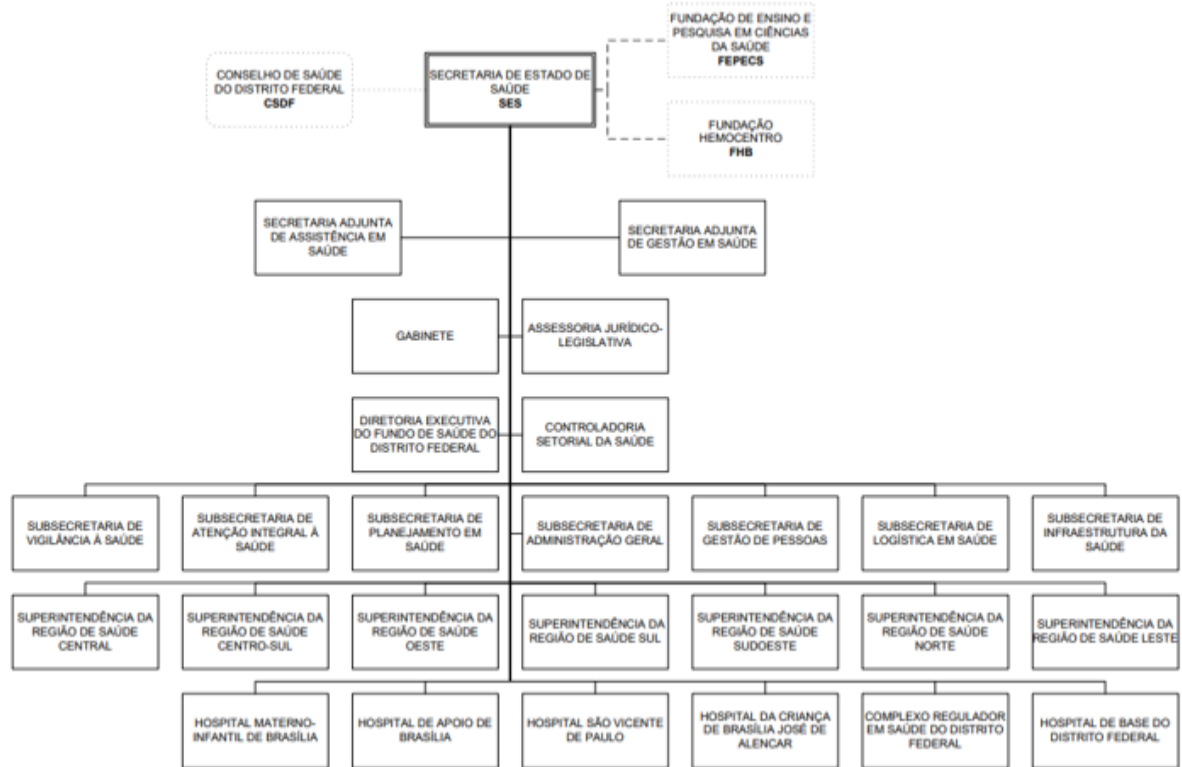 FUNDAÇÃO DE ENSINO E
PESQUISA EM CIÊNCIAS
DA SAÚDE
FEPECS
CONSELHO DE SAÚDE
DO DISTRITO FEDERAL
CSDF
SECRETARIA DE ESTADO DE
SAÚDE
SES
FUNDAÇÃO
HEMOCENTRO
FHB
SECRETARIA ADJUNTA
DE ASSISTÊNCIA EM
SAÚDE
SECRETARIA ADJUNTA
DE GESTÃO EM SAÚDE
GABINETE
ASSESSORIA JURÍDICO-
LEGISLATIVA
DIRETORIA EXECUTIVA
DO FUNDO DE SAÚDE DO
DISTRITO FEDERAL
CONTROLADORIA
SETORIAL DA SAÚDE
SUBSECRETARIA DE
VIGILÂNCIA À SAÚDE
SUBSECRETARIA DE
ATENÇÃO INTEGRAL À
SAÚDE
SUBSECRETARIA DE
PLANEJAMENTO EM
SAÚDE
SUBSECRETARIA DE
ADMINISTRAÇÃO GERAL
SUBSECRETARIA DE
GESTÃO DE PESSOAS
SUBSECRETARIA DE
LOGÍSTICA EM SAÚDE
SUBSECRETARIA DE
INFRAESTRUTURA DA
SAÚDE
SUPERINTENDÊNCIA DA
REGIÃO DE SAÚDE
CENTRAL
SUPERINTENDÊNCIA DA
REGIÃO DE SAÚDE
CENTRO-SUL
SUPERINTENDÊNCIA DA
REGIÃO DE SAÚDE
OESTE
SUPERINTENDÊNCIA DA
REGIÃO DE SAÚDE SUL
SUPERINTENDÊNCIA DA
REGIÃO DE SAÚDE
SUDOESTE
SUPERINTENDÊNCIA DA
REGIÃO DE SAÚDE
NORTE
SUPERINTENDÊNCIA DA
REGIÃO DE SAÚDE LESTE
HOSPITAL MATERNO-
INFANTIL DE BRASÍLIA
HOSPITAL DE APOIO DE
BRASÍLIA
HOSPITAL SÃO VICENTE
DE PAULO
HOSPITAL DA CRIANÇA
DE BRASÍLIA JOSÉ DE
ALENCAR
COMPLEXO REGULADOR
EM SAÚDE DO DISTRITO
FEDERAL
HOSPITAL DE BASE DO
DISTRITO FEDERAL